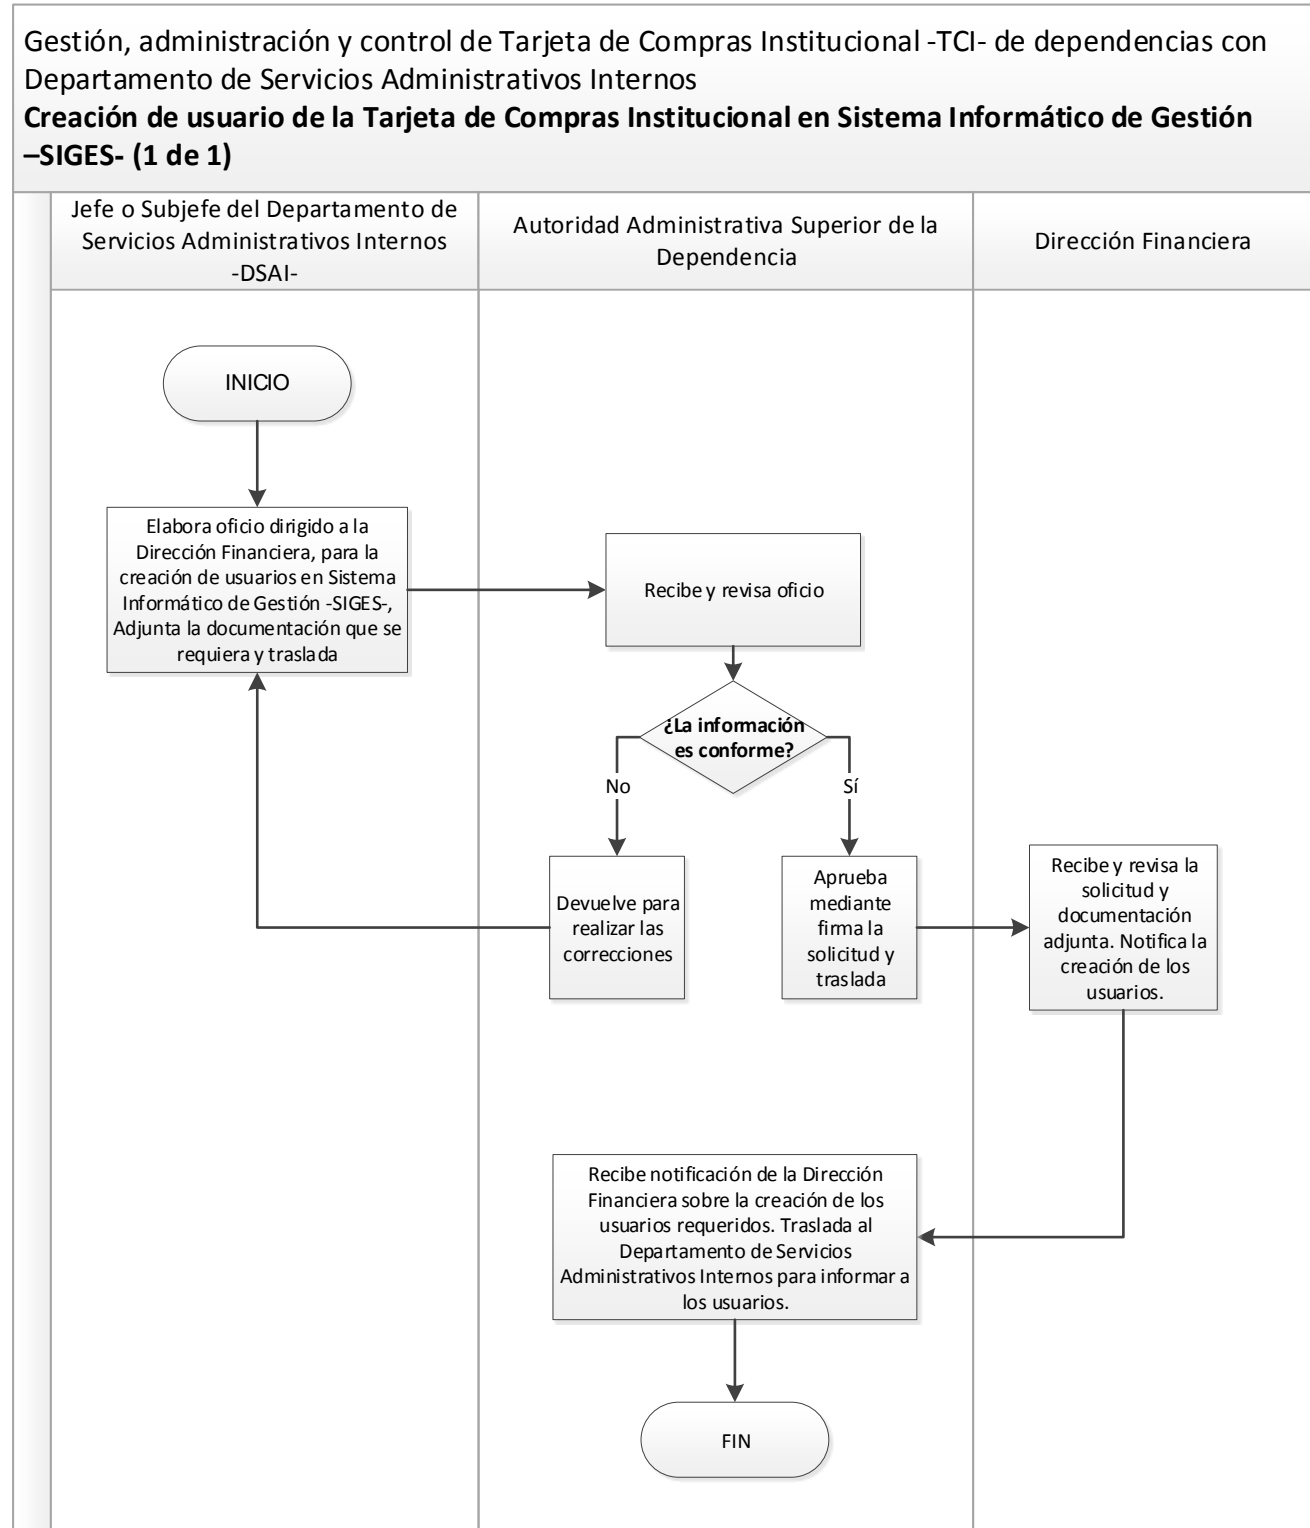 Gestión, administración y control de Tarjeta de Compras Institucional -TCI- de dependencias con
Departamento de Servicios Administrativos Internos
Creación de usuario de la Tarjeta de Compras Institucional en Sistema Informático de Gestión
–SIGES- (1 de 1)
Jefe o Subjefe del Departamento de
Servicios Administrativos Internos
-DSAI-
Autoridad Administrativa Superior de la
Dependencia
Dirección Financiera
INICIO
Elabora oficio dirigido a la
Dirección Financiera, para la
creación de usuarios en Sistema
Informático de Gestión -SIGES-,
Adjunta la documentación que se
requiera y traslada
Recibe y revisa oficio
¿La información
es conforme?
No
Sí
Devuelve para
realizar las
correcciones
Aprueba
mediante
firma la
solicitud y
traslada
Recibe y revisa la
solicitud y
documentación
adjunta. Notifica la
creación de los
usuarios.
Recibe notificación de la Dirección
Financiera sobre la creación de los
usuarios requeridos. Traslada al
Departamento de Servicios
Administrativos Internos para informar a
los usuarios.
FIN